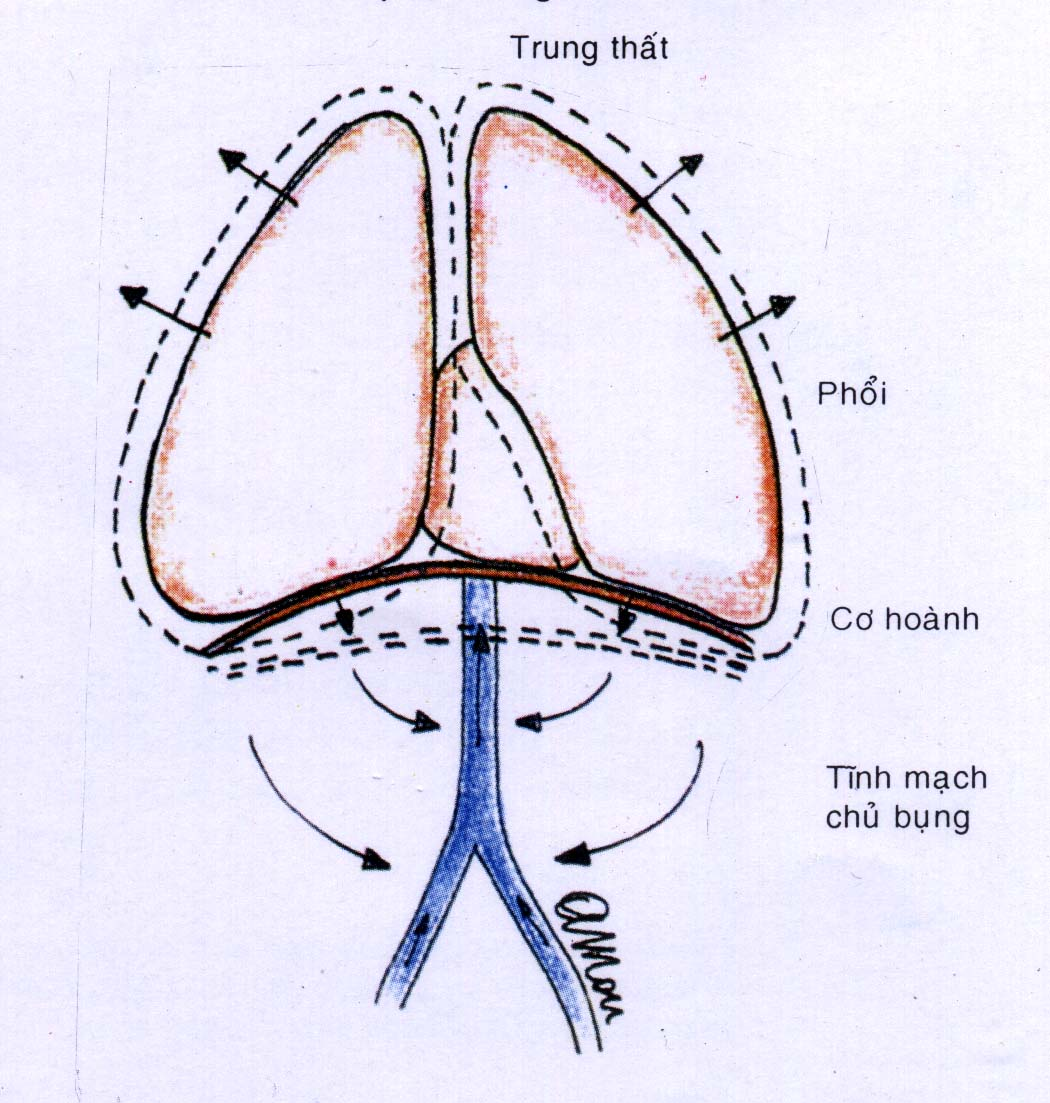 Trung thất
Phổi
Cơ hoành
Tĩnh mạch
chủ bụng